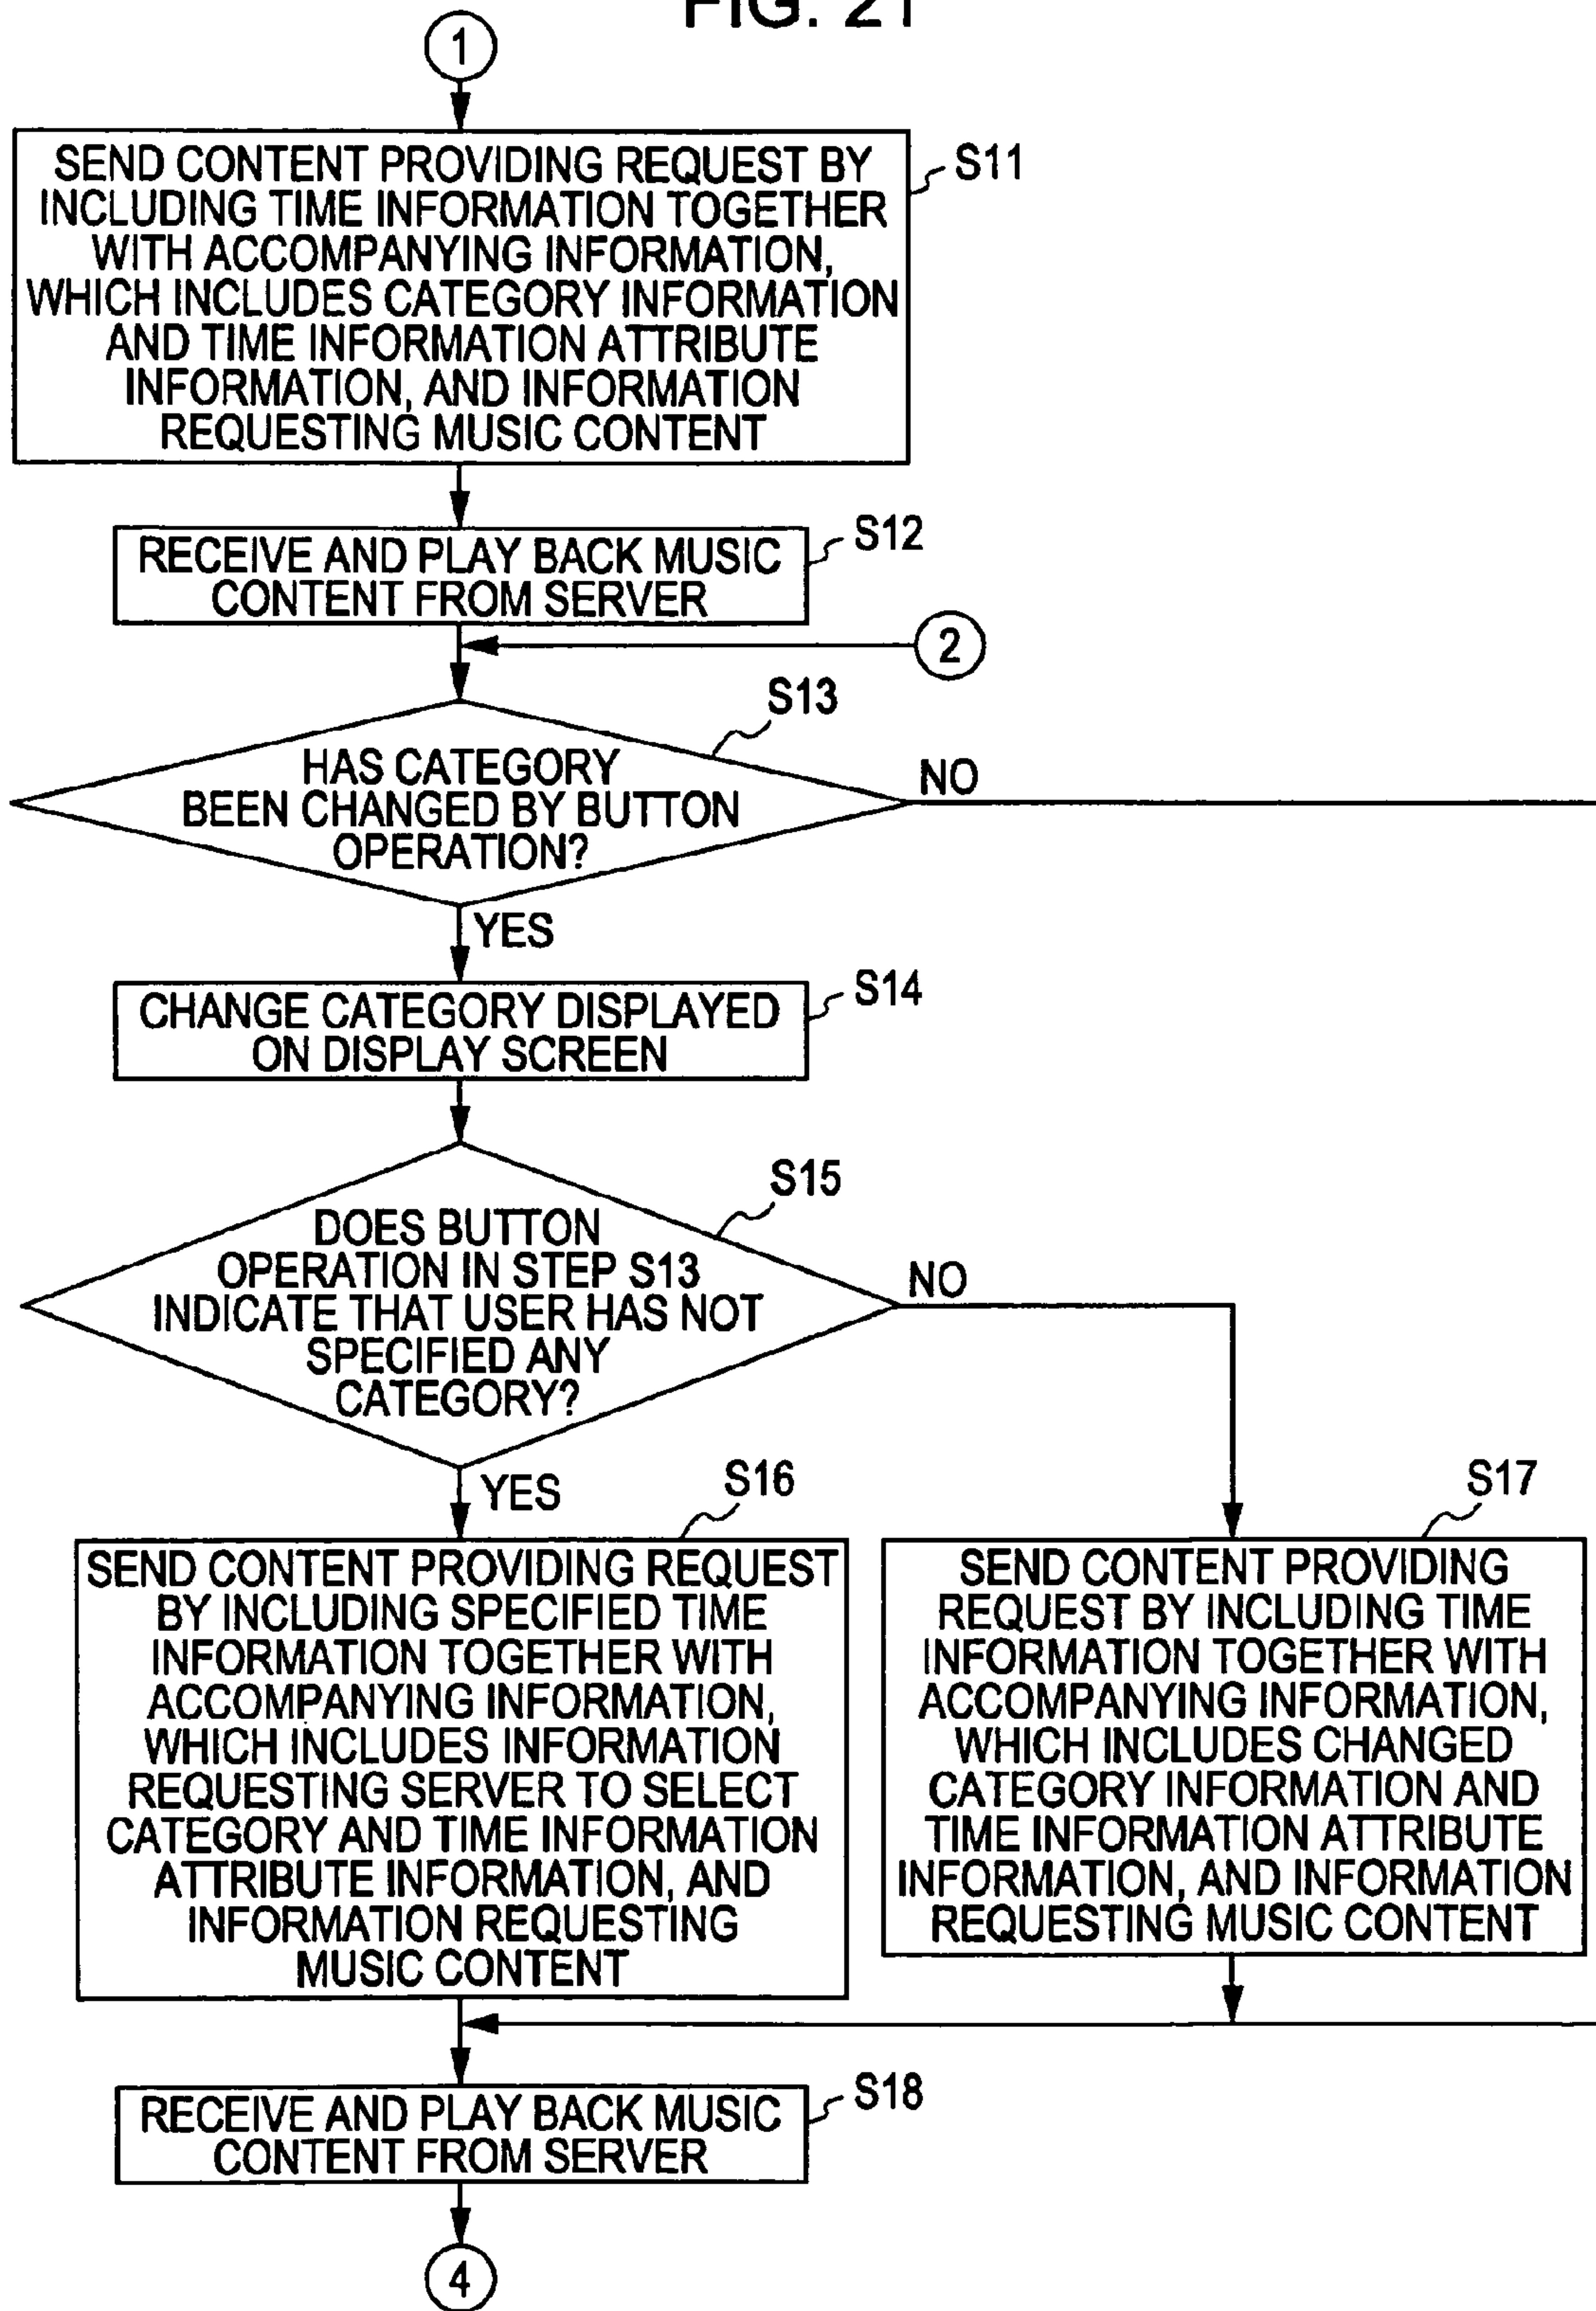 FIG. 21
1
SEND CONTENT PROVIDING REQUEST BY
INCLUDING TIME INFORMATION TOGETHER
WITH ACCOMPANYING INFORMATION,
WHICH INCLUDES CATEGORY INFORMATION
AND TIME INFORMATION ATTRIBUTE
INFORMATION, AND INFORMATION
REQUESTING MUSIC CONTENT
S11
RECEIVE AND PLAY BACK MUSIC
CONTENT FROM SERVER
S12
2
S13
HAS CATEGORY
BEEN CHANGED BY BUTTON
OPERATION?
NO
YES
CHANGE CATEGORY DISPLAYED
ON DISPLAY SCREEN
S14
S15
DOES BUTTON
OPERATION IN STEP S13
INDICATE THAT USER HAS NOT
SPECIFIED ANY
CATEGORY?
NO
YES
S16
SEND CONTENT PROVIDING REQUEST
BY INCLUDING SPECIFIED TIME
INFORMATION TOGETHER WITH
ACCOMPANYING INFORMATION,
WHICH INCLUDES INFORMATION
REQUESTING SERVER TO SELECT
CATEGORY AND TIME INFORMATION
ATTRIBUTE INFORMATION, AND
INFORMATION REQUESTING
MUSIC CONTENT
S17
SEND CONTENT PROVIDING
REQUEST BY INCLUDING TIME
INFORMATION TOGETHER WITH
ACCOMPANYING INFORMATION,
WHICH INCLUDES CHANGED
CATEGORY INFORMATION AND
TIME INFORMATION ATTRIBUTE
INFORMATION, AND INFORMATION
REQUESTING MUSIC CONTENT
RECEIVE AND PLAY BACK MUSIC
CONTENT FROM SERVER
S18
4